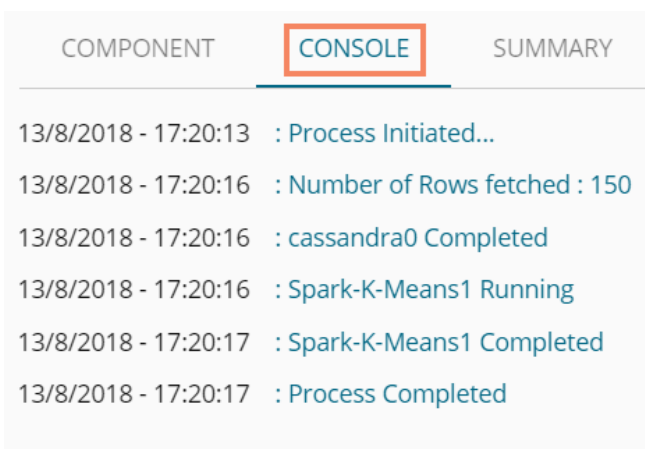 COMPONENT CONSOLE SUMMARY
13/8/2018 - 17:20:13 : Process Initiated...
13/8/2018 - 17:20:16 : Number of Rows fetched : 150
13/8/2018 - 17:20:16 : cassandra0 Completed
13/8/2018 - 17:20:16 : Spark-K-Means1 Running
13/8/2018 - 17:20:17 : Spark-K-Means1 Completed
13/8/2018 - 17:20:17 : Process Completed